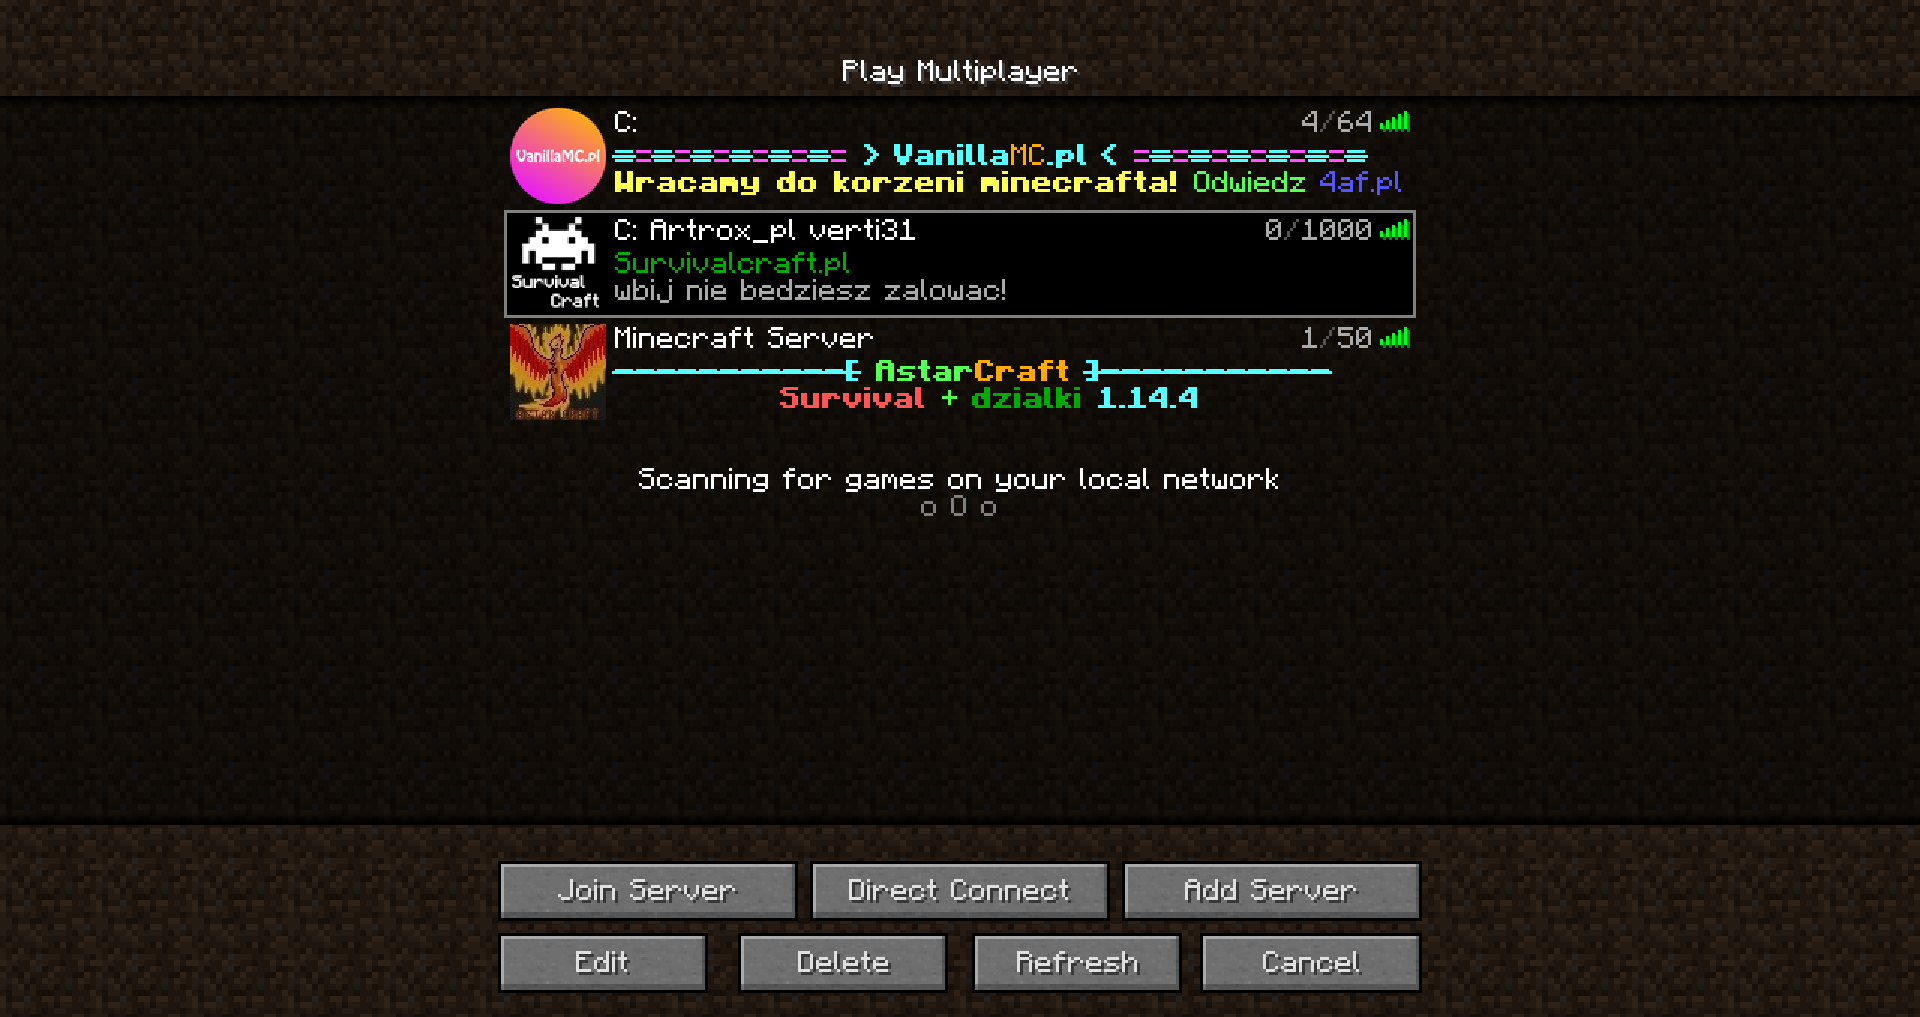 Play Multiplayer
VanillaMC.pl
C:
4/64
=-=-=-=-=-=-=-=-=-= > VanillaMC.pl < =-=-=-=-=-=-=-=-=-=
Wracamy do korzeni minecrafta! Odwiedz 4af.pl
Survival
Craft
C: Artrox_pl verti31
0/1000
Survivalcraft.pl
wbij nie bedziesz zalowac!
ASTAR CRAFT
Minecraft Server
1/50
-----------[ AstarCraft ]-----------
Survival + dzialki 1.14.4
Scanning for games on your local network
o O o
Join Server
Direct Connect
Add Server
Edit
Delete
Refresh
Cancel